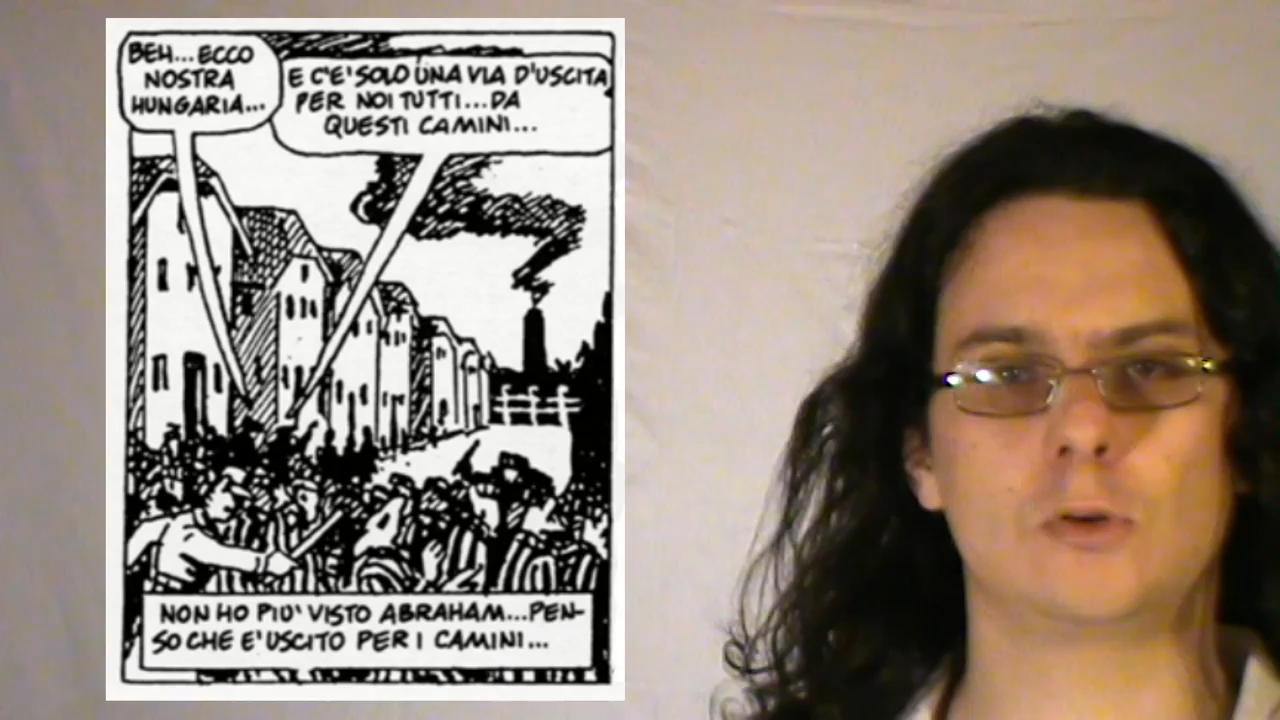 BEH...ECCO
NOSTRA
HUNGARIA...
E C'E' SOLO UNA VIA D'USCITA
PER NOI TUTTI...DA
QUESTI CAMINI...
NON HO PIU' VISTO ABRAHAM...PEN-
SO CHE E' USCITO PER I CAMINI...